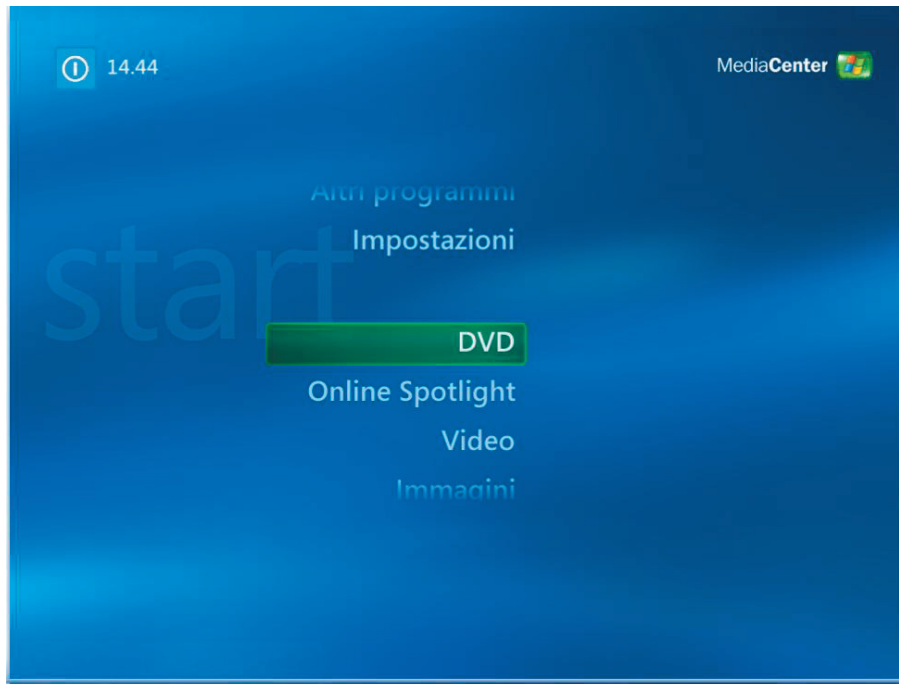 14.44
MediaCenter
start
Altri programmi
Impostazioni
DVD
Online Spotlight
Video
Immagini